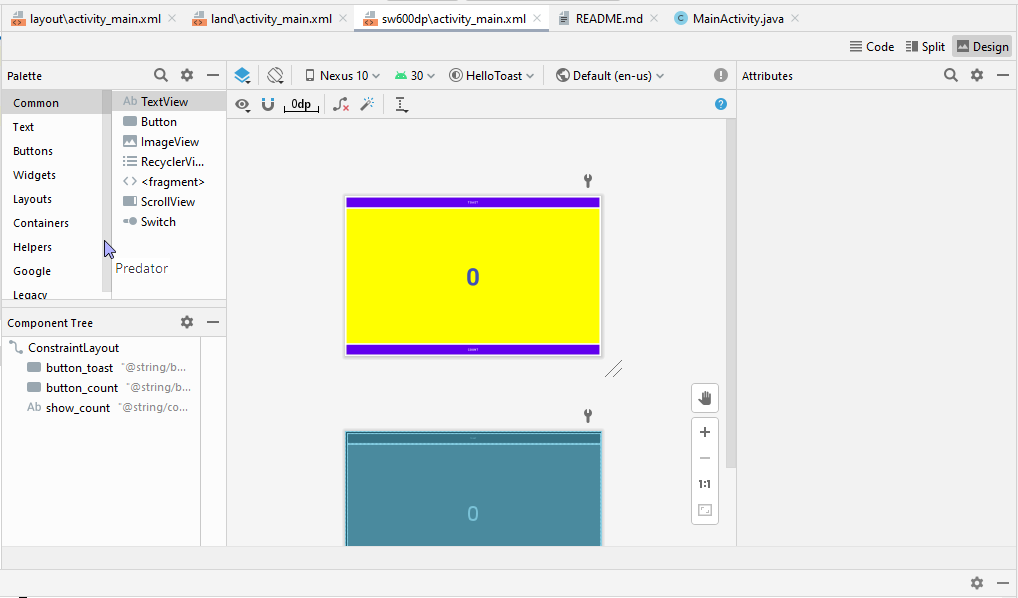 layout\activity_main.xml land\activity_main.xml sw600dp\activity_main.xml README.md MainActivity.java
Code Split Design
Palette Nexus 10 30 HelloToast Default (en-us) Attributes
0dp
Common
Text
Buttons
Widgets
Layouts
Containers
Helpers
Google
Legacy
Ab TextView
Button
ImageView
RecyclerVi...
<fragment>
ScrollView
Switch
Predator
Component Tree
ConstraintLayout
button_toast "@string/b...
button_count "@string/b...
Ab show_count "@string/co...
0
0
1:1